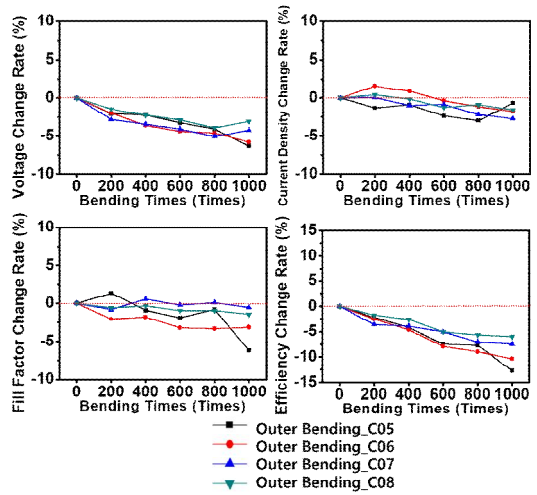 Voltage Change Rate (%)
10
5
0
-5
-10
0 200 400 600 800 1000
Bending Times (Times)
Current Density Change Rate (%)
10
5
0
-5
-10
0 200 400 600 800 1000
Bending Times (Times)
Fill Factor Change Rate (%)
10
5
0
-5
-10
0 200 400 600 800 1000
Bending Times (Times)
Efficiency Change Rate (%)
15
10
5
0
-5
-10
-15
0 200 400 600 800 1000
Bending Times (Times)
Outer Bending_C05
Outer Bending_C06
Outer Bending_C07
Outer Bending_C08